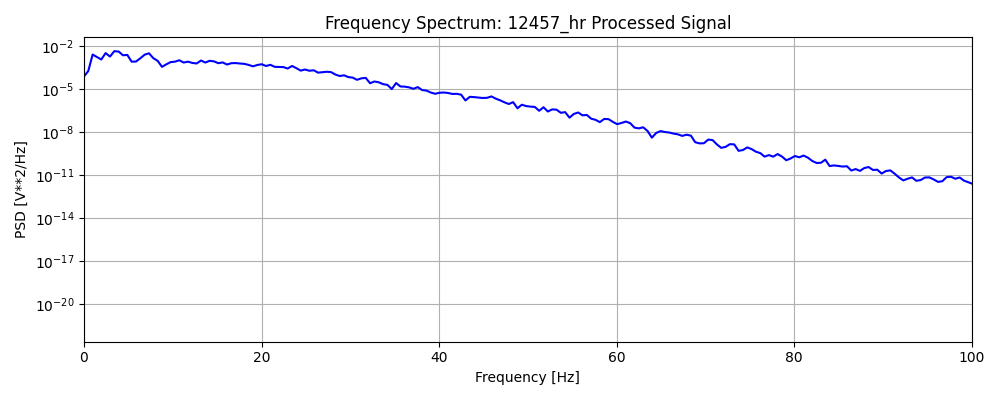 Frequency Spectrum: 12457_hr Processed Signal
PSD [V**2/Hz]
10^-2
10^-5
10^-8
10^-11
10^-14
10^-17
10^-20
0 20 40 60 80 100
Frequency [Hz]